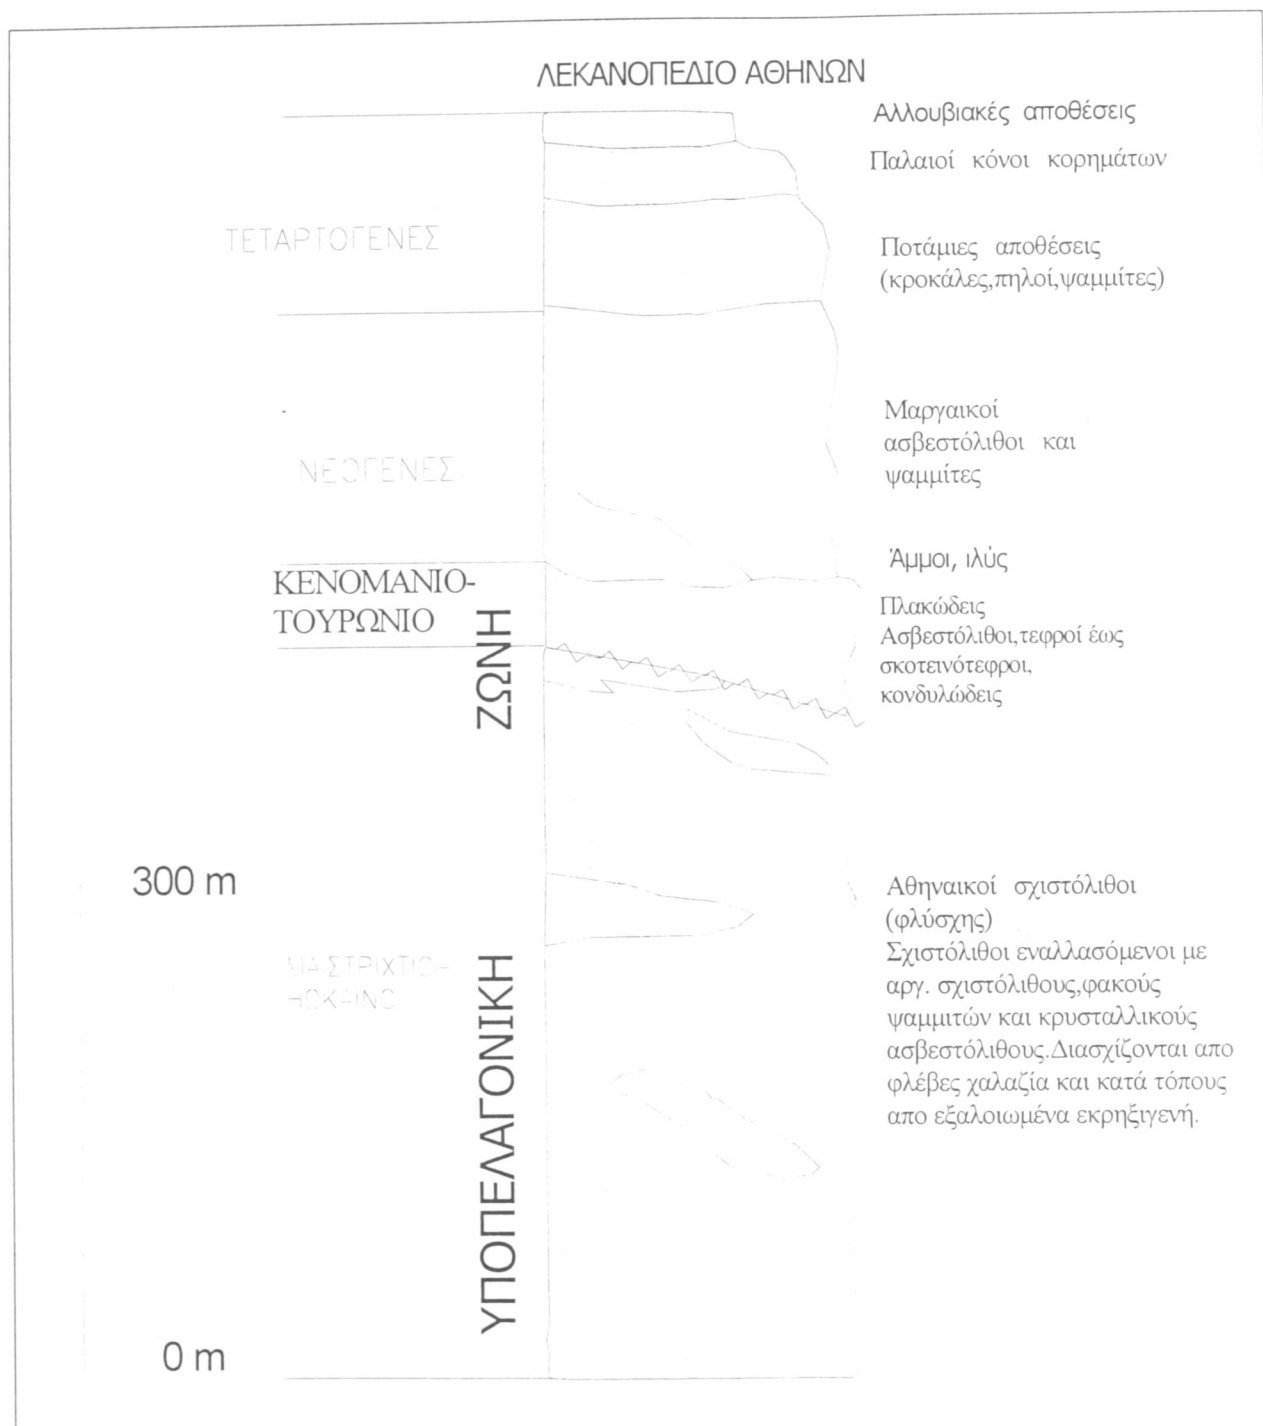 ΛΕΚΑΝΟΠΕΔΙΟ ΑΘΗΝΩΝ
Αλλουβιακές αποθέσεις
Παλαιοί κόνοι κορημάτων
ΤΕΤΑΡΤΟΓΕΝΕΣ
Ποτάμιες αποθέσεις
(κροκάλες,πηλοί,ψαμμίτες)
Μαργαικοί
ασβεστόλιθοι και
ψαμμίτες
ΝΕΟΓΕΝΕΣ
Άμμοι, ιλύς
ΚΕΝΟΜΑΝΙΟ-
ΤΟΥΡΩΝΙΟ
Πλακώδεις
Ασβεστόλιθοι,τεφροί έως
σκοτεινότεφροι,
κονδυλώδεις
ΥΠΟΠΕΛΑΓΟΝΙΚΗ ΖΩΝΗ
300 m
ΜΑΙΣΤΡΙΧΤΙΟ-
ΗΩΚΑΙΝΟ
Αθηναικοί σχιστόλιθοι
(φλύσχης)
Σχιστόλιθοι εναλλασόμενοι με
αργ. σχιστόλιθους,φακούς
ψαμμιτών και κρυσταλλικούς
ασβεστόλιθους.Διασχίζονται απο
φλέβες χαλαζία και κατά τόπους
απο εξαλοιωμένα εκρηξιγενή.
0 m